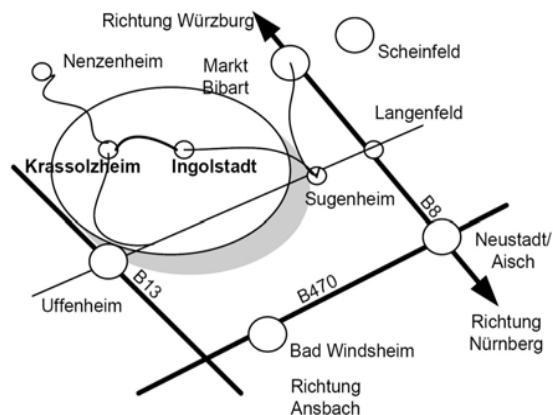 Richtung Würzburg
Scheinfeld
Nenzenheim
Markt
Bibart
Langenfeld
Krassolzheim
Ingolstadt
Sugenheim
B8
Neustadt/
Aisch
Uffenheim
B13
B470
Richtung
Nürnberg
Bad Windsheim
Richtung
Ansbach